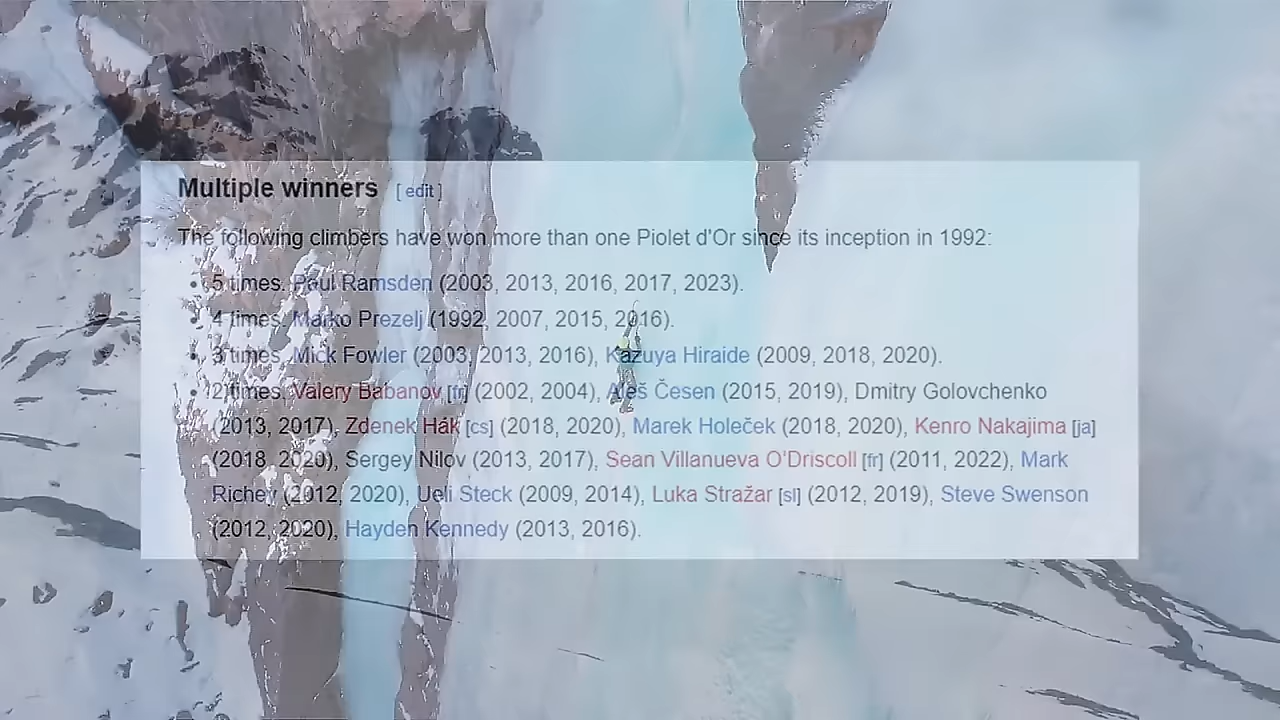 Multiple winners [ edit ]
The following climbers have won more than one Piolet d'Or since its inception in 1992:
• 5 times. Paul Ramsden (2003, 2013, 2016, 2017, 2023).
• 4 times. Marko Prezelj (1992, 2007, 2015, 2016).
• 3 times. Mick Fowler (2003, 2013, 2016), Kazuya Hiraide (2009, 2018, 2020).
• 2 times. Valery Babanov [fr] (2002, 2004), Aleš Česen (2015, 2019), Dmitry Golovchenko
(2013, 2017), Zdenek Hák [cs] (2018, 2020), Marek Holeček (2018, 2020), Kenro Nakajima [ja]
(2018, 2020), Sergey Nilov (2013, 2017), Sean Villanueva O'Driscoll [fr] (2011, 2022), Mark
Richey (2012, 2020), Ueli Steck (2009, 2014), Luka Stražar [sl] (2012, 2019), Steve Swenson
(2012, 2020), Hayden Kennedy (2013, 2016).